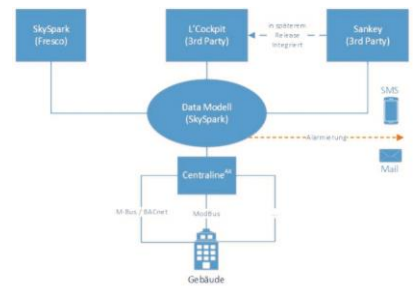 SkySpark
(Fresco)
L'Cockpit
(3rd Party)
in späterem
Release
Integriert
Sankey
(3rd Party)
SMS
Data Modell
(SkySpark)
Alarmierung
Mail
Centraline
M-Bus / BACnet
ModBus
...
Gebäude